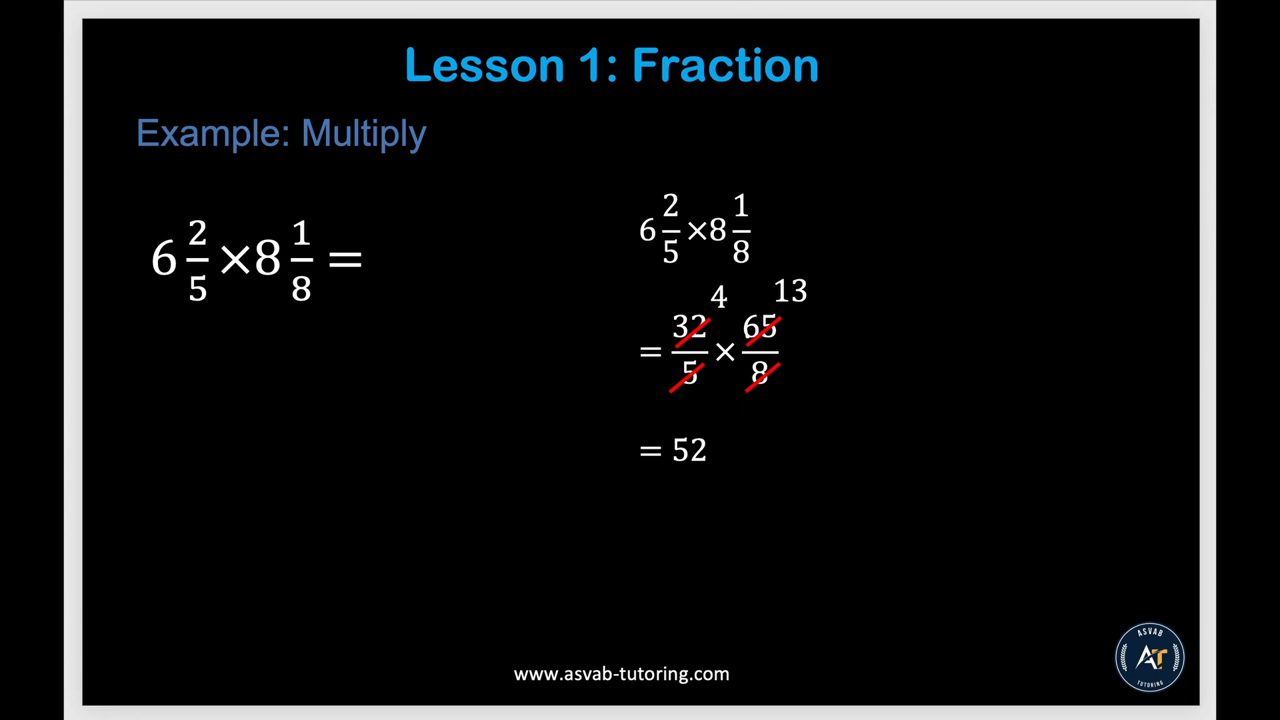 Lesson 1: Fraction
Example: Multiply
6 2/5 × 8 1/8 =
6 2/5 × 8 1/8
4 13
= 32/5 × 65/8
= 52
www.asvab-tutoring.com
ASVAB
AT
TUTORING